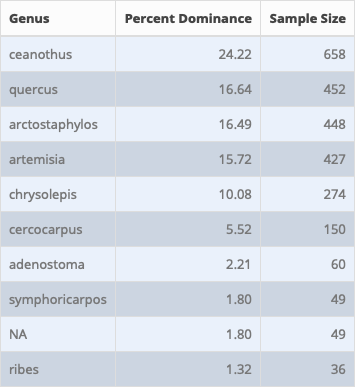 Genus Percent Dominance Sample Size
ceanothus 24.22 658
quercus 16.64 452
arctostaphylos 16.49 448
artemisia 15.72 427
chrysolepis 10.08 274
cercocarpus 5.52 150
adenostoma 2.21 60
symphoricarpos 1.80 49
NA 1.80 49
ribes 1.32 36